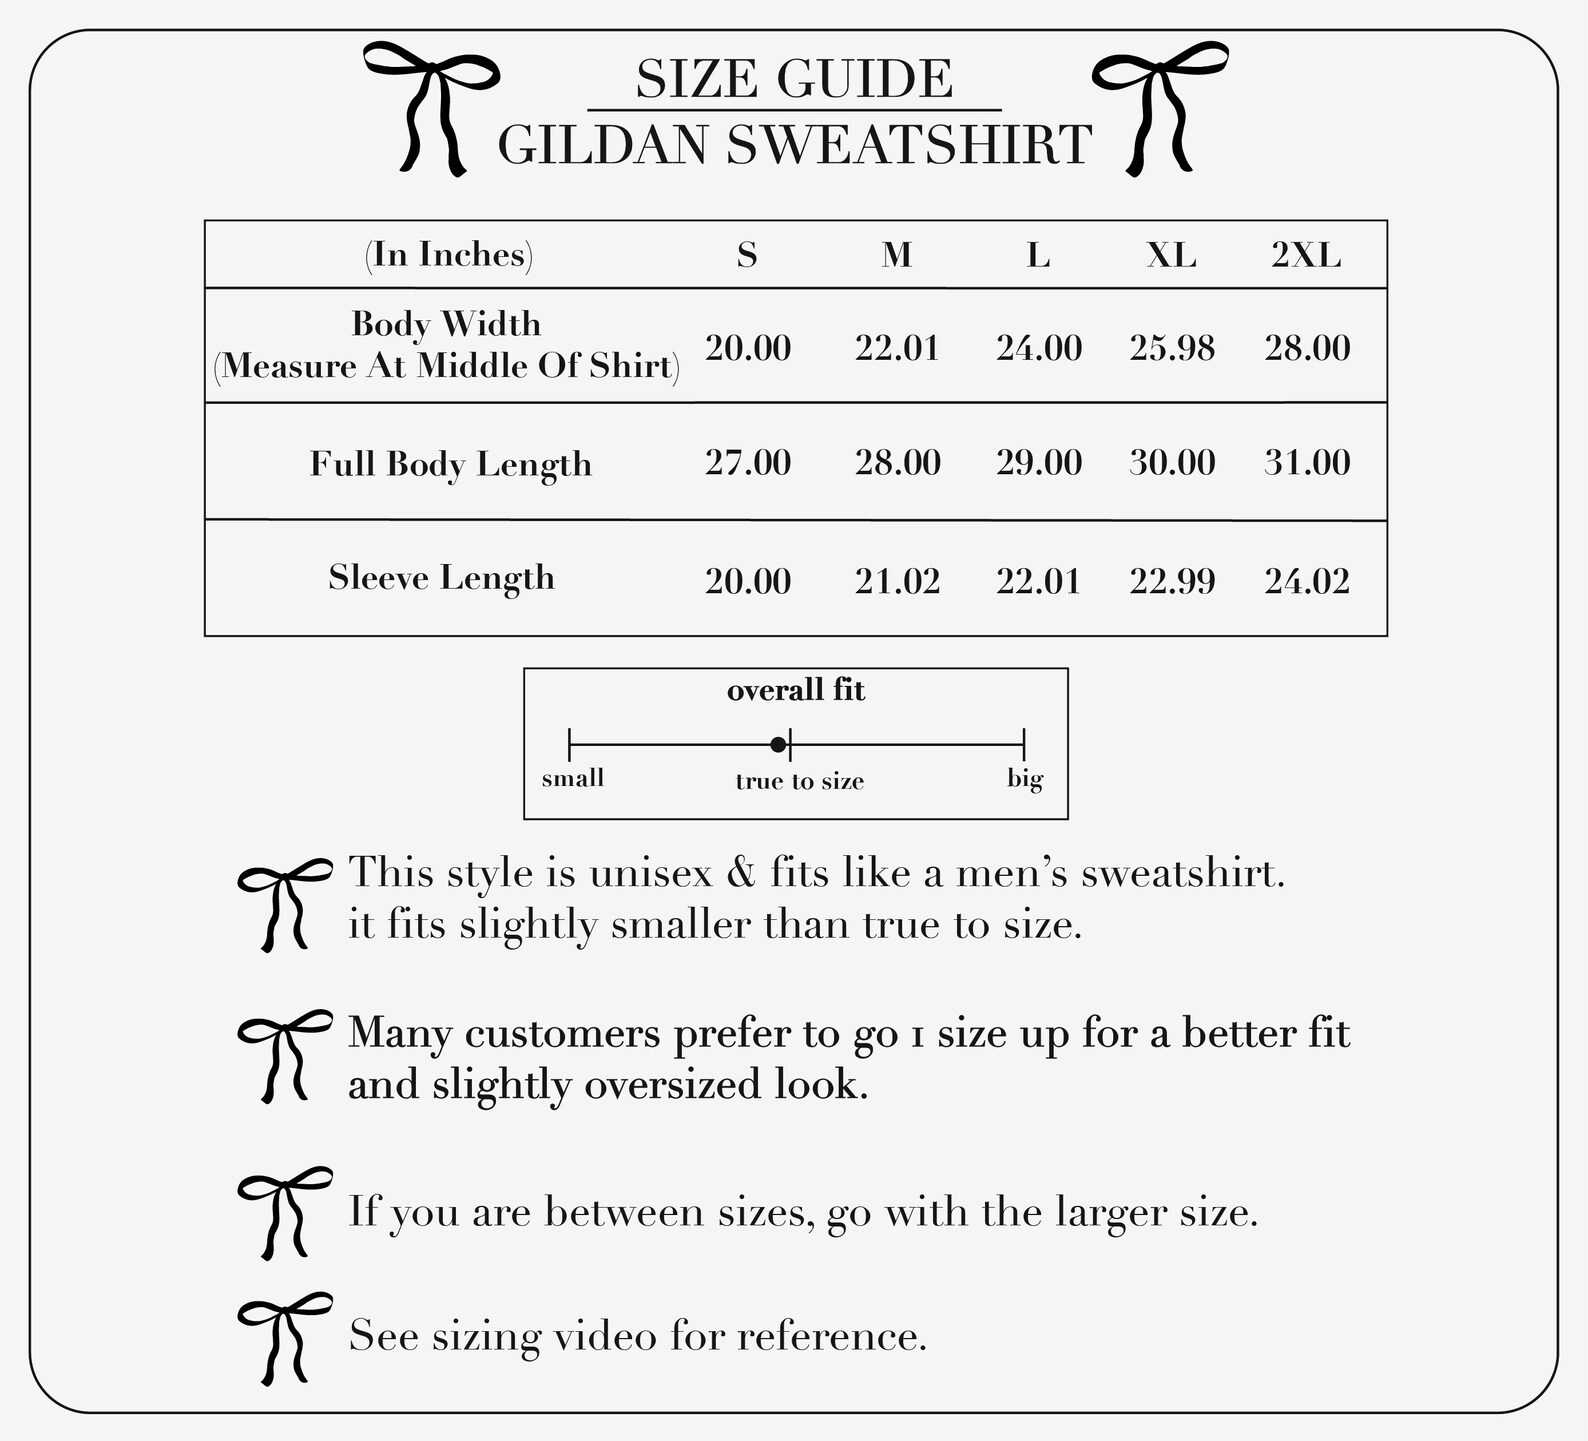 SIZE GUIDE
GILDAN SWEATSHIRT
(In Inches) S M L XL 2XL
Body Width
(Measure At Middle Of Shirt) 20.00 22.01 24.00 25.98 28.00
Full Body Length 27.00 28.00 29.00 30.00 31.00
Sleeve Length 20.00 21.02 22.01 22.99 24.02
overall fit
small true to size big
This style is unisex & fits like a men’s sweatshirt.
it fits slightly smaller than true to size.
Many customers prefer to go 1 size up for a better fit
and slightly oversized look.
If you are between sizes, go with the larger size.
See sizing video for reference.